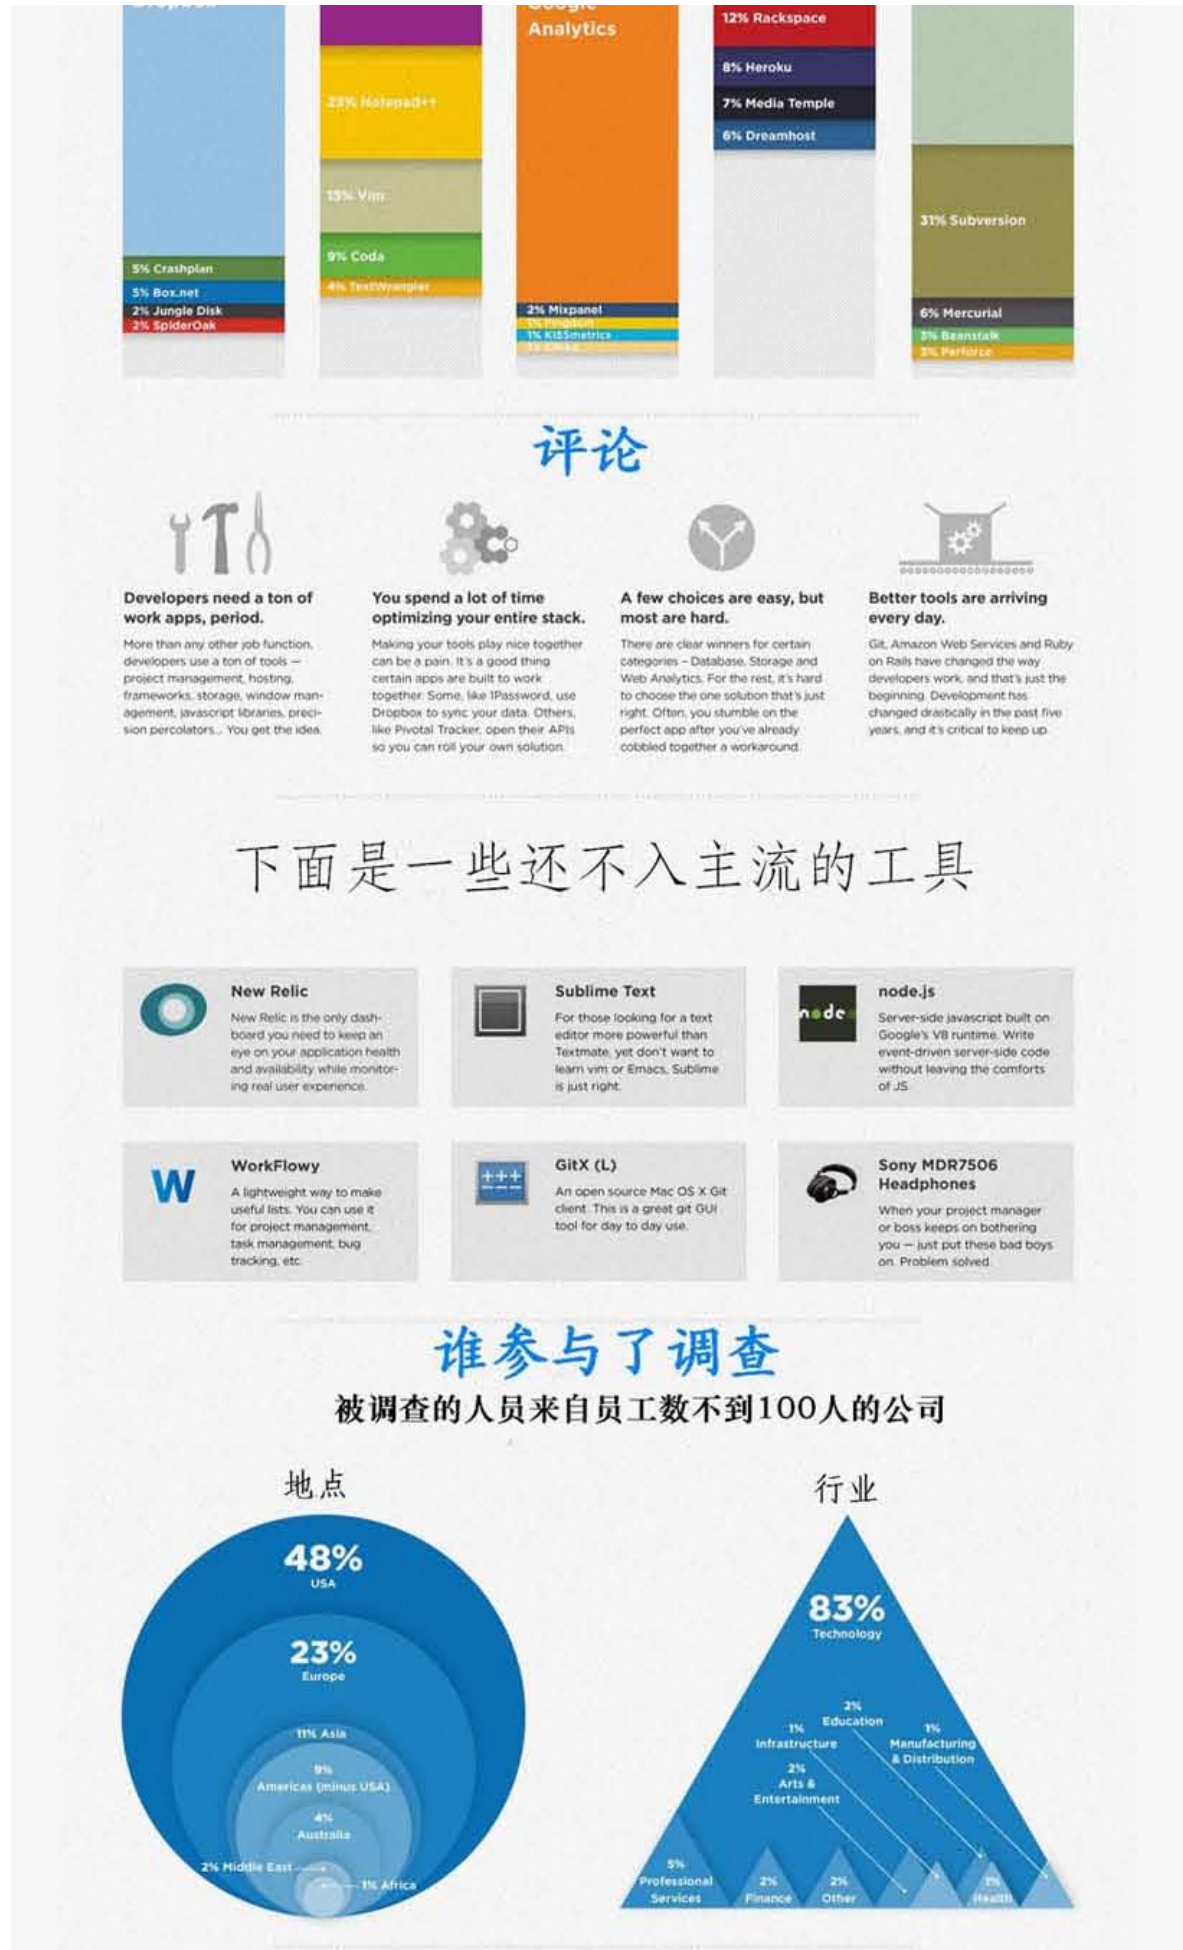 Analytics
12% Rackspace
8% Heroku
7% Media Temple
6% Dreamhost
23% Notepad++
15% Vim
9% Coda
4% TextWrangler
31% Subversion
5% Crashplan
5% Box.net
2% Jungle Disk
2% SpiderOak
2% Mixpanel
1% KISSmetrics
6% Mercurial
3% Beanstalk
3% Perforce
评论
Developers need a ton of
work apps, period.
More than any other job function,
developers use a ton of tools —
project management, hosting,
frameworks, storage, window man-
agement, javascript libraries, preci-
sion percolators... You get the idea.
You spend a lot of time
optimizing your entire stack.
Making your tools play nice together
can be a pain. It's a good thing
certain apps are built to work
together. Some, like 1Password, use
Dropbox to sync your data. Others,
like Pivotal Tracker, open their APIs
so you can roll your own solution.
A few choices are easy, but
most are hard.
There are clear winners for certain
categories – Database, Storage and
Web Analytics. For the rest, it's hard
to choose the one solution that's just
right. Often, you stumble on the
perfect app after you've already
cobbled together a workaround.
Better tools are arriving
every day.
Git, Amazon Web Services and Ruby
on Rails have changed the way
developers work, and that's just the
beginning. Development has
changed drastically in the past five
years, and it's critical to keep up.
下面是一些还不入主流的工具
New Relic
New Relic is the only dash-
board you need to keep an
eye on your application health
and availability while monitor-
ing real user experience.
Sublime Text
For those looking for a text
editor more powerful than
Textmate, yet don't want to
learn vim or Emacs, Sublime
is just right.
node
node.js
Server-side javascript built on
Google's V8 runtime. Write
event-driven server-side code
without leaving the comforts
of JS.
W
WorkFlowy
A lightweight way to make
useful lists. You can use it
for project management,
task management, bug
tracking, etc.
GitX (L)
An open source Mac OS X Git
client. This is a great git GUI
tool for day to day use.
Sony MDR7506
Headphones
When your project manager
or boss keeps on bothering
you — just put these bad boys
on. Problem solved.
谁参与了调查
被调查的人员来自员工数不到100人的公司
地点
48%
USA
23%
Europe
11% Asia
9%
Americas (minus USA)
4%
Australia
2% Middle East
1% Africa
行业
83%
Technology
2%
Education
1%
Infrastructure
1%
Manufacturing
& Distribution
2%
Arts &
Entertainment
5%
Professional
Services
2%
Finance
2%
Other
1%
Health